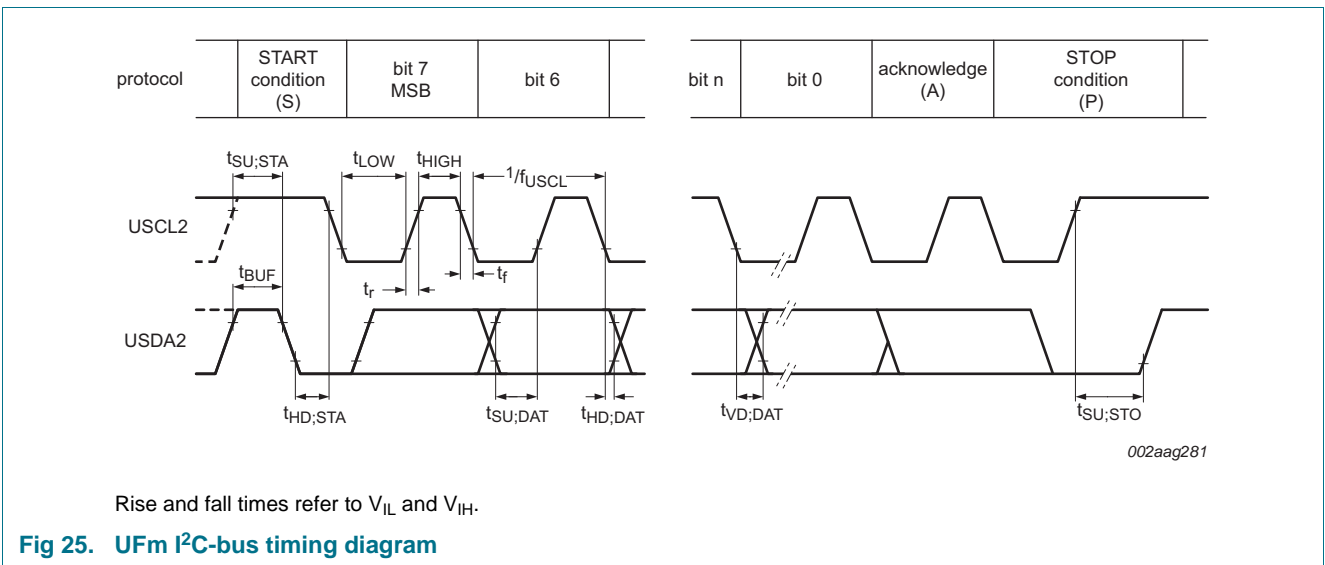 protocol
START
condition
(S)
bit 7
MSB
bit 6
bit n
bit 0
acknowledge
(A)
STOP
condition
(P)
tSU;STA
tLOW
tHIGH
1/fUSCL
USCL2
tBUF
tr
tf
USDA2
tHD;STA
tSU;DAT
tHD;DAT
tVD;DAT
tSU;STO
002aag281
Rise and fall times refer to VIL and VIH.
Fig 25. UFm I²C-bus timing diagram